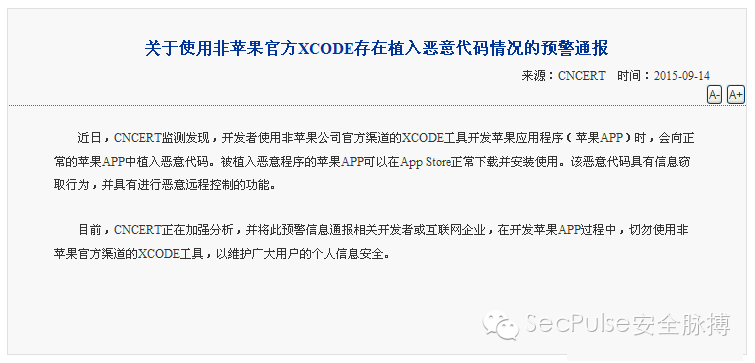 关于使用非苹果官方XCODE存在植入恶意代码情况的预警通报
来源：CNCERT 时间：2015-09-14
A- A+
近日，CNCERT监测发现，开发者使用非苹果公司官方渠道的XCODE工具开发苹果应用程序（苹果APP）时，会向正
常的苹果APP中植入恶意代码。被植入恶意程序的苹果APP可以在App Store正常下载并安装使用。该恶意代码具有信息窃
取行为，并具有进行恶意远程控制的功能。
目前，CNCERT正在加强分析，并将此预警信息通报相关开发者或互联网企业，在开发苹果APP过程中，切勿使用非
苹果官方渠道的XCODE工具，以维护广大用户的个人信息安全。
SecPulse安全脉搏